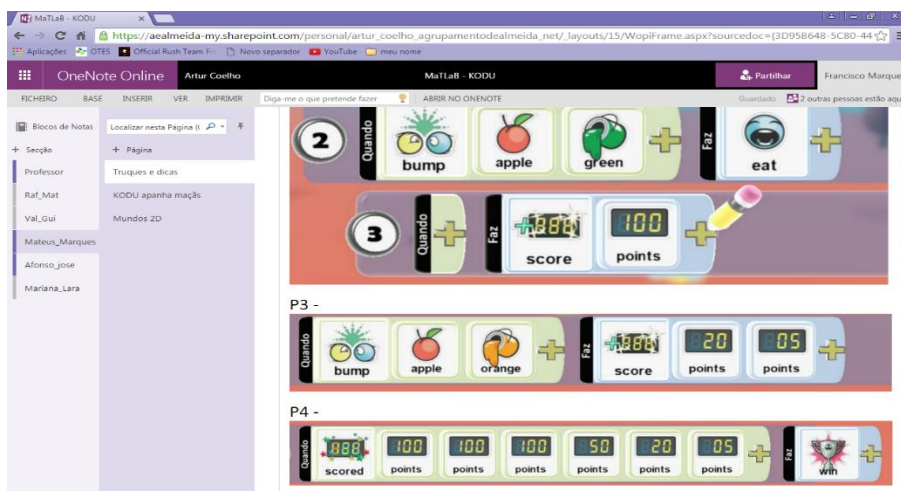 MaTLaB - KODU
https://aealmeida-my.sharepoint.com/personal/artur_coelho_agrupamentodealmeida_net/_layouts/15/WopiFrame.aspx?sourcedoc={3D95B648-5C80-44
Aplicações OTES Official Rush Team F Novo separador YouTube meu nome
OneNote Online Artur Coelho MaTLaB - KODU Partilhar Francisco Marque
FICHEIRO BASE INSERIR VER IMPRIMIR Diga-me o que pretende fazer ABRIR NO ONENOTE Guardado 2 outras pessoas estão aqu
Blocos de Notas
Localizar nesta Página (
+ Secção
+ Página
Professor
Truques e dicas
Raf_Mat
KODU apanha maçãs
Val_Gui
Mundos 2D
Mateus_Marques
Afonso_jose
Mariana_Lara
2 Quando bump apple green Faz eat
3 Quando Faz score 100 points
P3 -
Quando bump apple orange Faz score 20 points 05 points
P4 -
Quando 888 scored 100 points 100 points 100 points 50 points 20 points 05 points Faz win